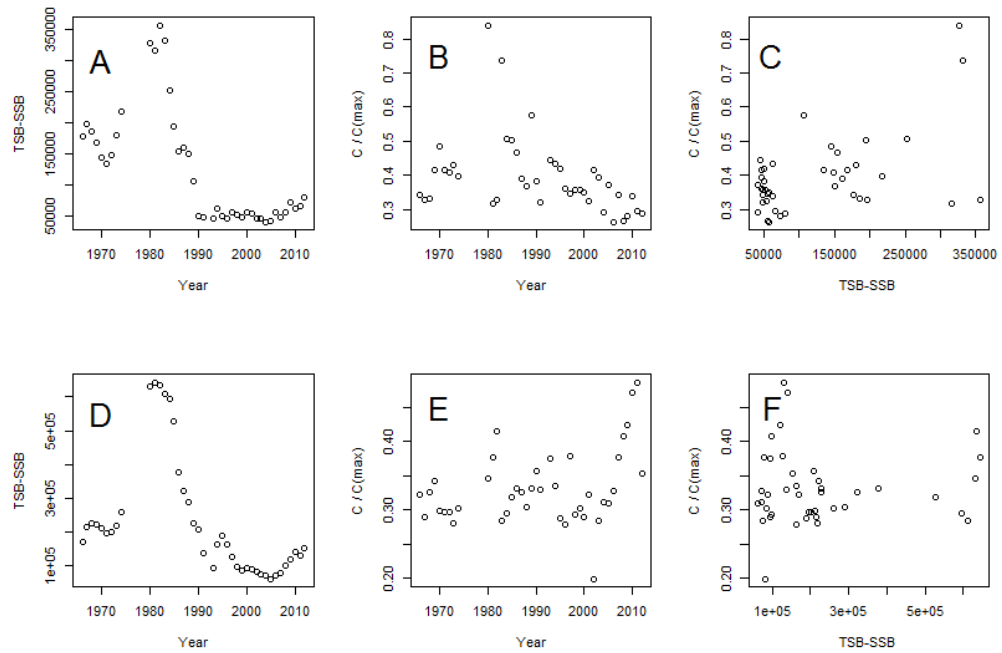 A
TSB-SSB
50000
150000
250000
350000
1970
1980
1990
2000
2010
Year
B
C / C(max)
0.3
0.4
0.5
0.6
0.7
0.8
1970
1980
1990
2000
2010
Year
C
C / C(max)
0.3
0.4
0.5
0.6
0.7
0.8
50000
150000
250000
350000
TSB-SSB
D
TSB-SSB
1e+05
3e+05
5e+05
1970
1980
1990
2000
2010
Year
E
C / C(max)
0.20
0.30
0.40
1970
1980
1990
2000
2010
Year
F
C / C(max)
0.20
0.30
0.40
1e+05
3e+05
5e+05
TSB-SSB